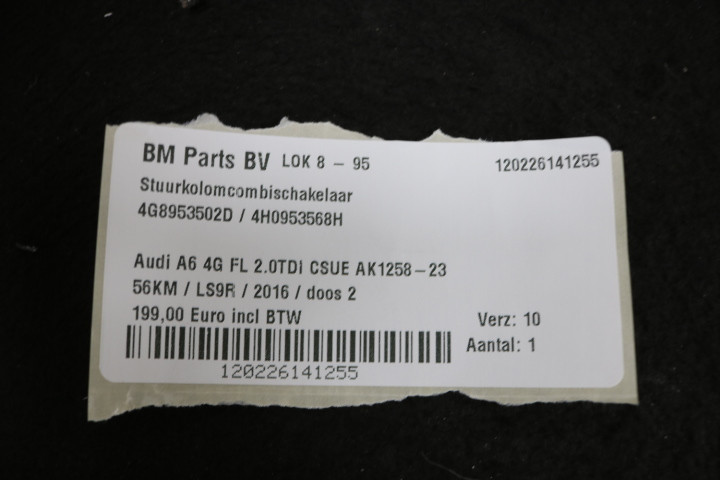 BM Parts BV LOK 8 - 95 120226141255
Stuurkolomcombischakelaar
4G8953502D / 4H0953568H
Audi A6 4G FL 2.0TDI CSUE AK1258-23
56KM / LS9R / 2016 / doos 2
199,00 Euro incl BTW Verz: 10
Aantal: 1
120226141255